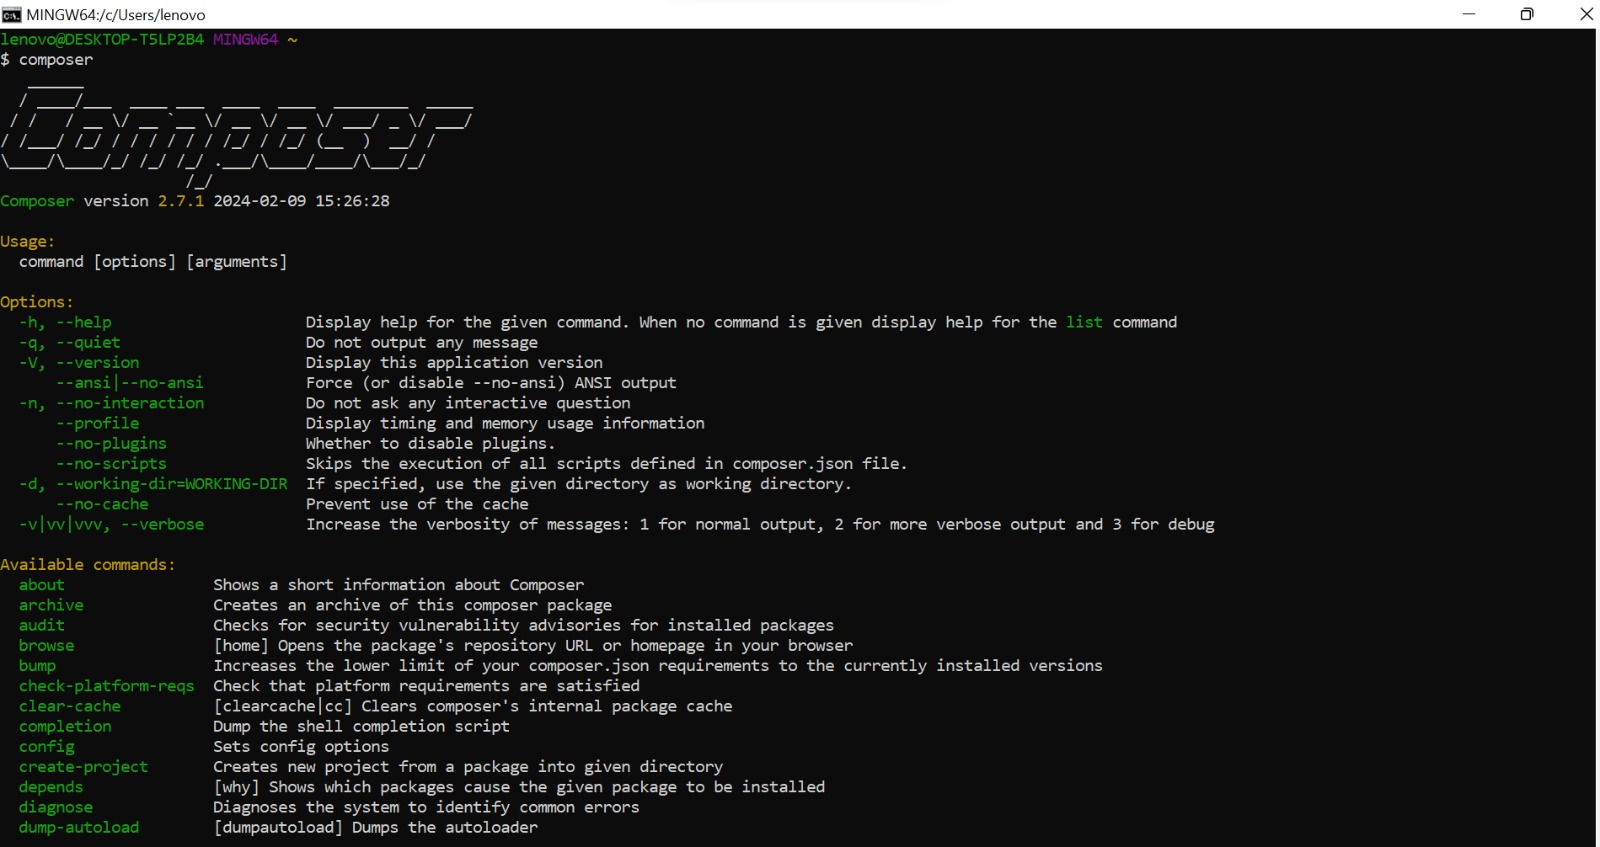 MINGW64:/c/Users/lenovo
lenovo@DESKTOP-T5LP2B4 MINGW64 ~
$ composer
Composer
Composer version 2.7.1 2024-02-09 15:26:28
Usage:
  command [options] [arguments]
Options:
  -h, --help                     Display help for the given command. When no command is given display help for the list command
  -q, --quiet                    Do not output any message
  -V, --version                  Display this application version
      --ansi|--no-ansi           Force (or disable --no-ansi) ANSI output
  -n, --no-interaction           Do not ask any interactive question
      --profile                  Display timing and memory usage information
      --no-plugins               Whether to disable plugins.
      --no-scripts               Skips the execution of all scripts defined in composer.json file.
  -d, --working-dir=WORKING-DIR  If specified, use the given directory as working directory.
      --no-cache                 Prevent use of the cache
  -v|vv|vvv, --verbose           Increase the verbosity of messages: 1 for normal output, 2 for more verbose output and 3 for debug
Available commands:
  about                Shows a short information about Composer
  archive              Creates an archive of this composer package
  audit                Checks for security vulnerability advisories for installed packages
  browse               [home] Opens the package's repository URL or homepage in your browser
  bump                 Increases the lower limit of your composer.json requirements to the currently installed versions
  check-platform-reqs  Check that platform requirements are satisfied
  clear-cache          [clearcache|cc] Clears composer's internal package cache
  completion           Dump the shell completion script
  config               Sets config options
  create-project       Creates new project from a package into given directory
  depends              [why] Shows which packages cause the given package to be installed
  diagnose             Diagnoses the system to identify common errors
  dump-autoload        [dumpautoload] Dumps the autoloader